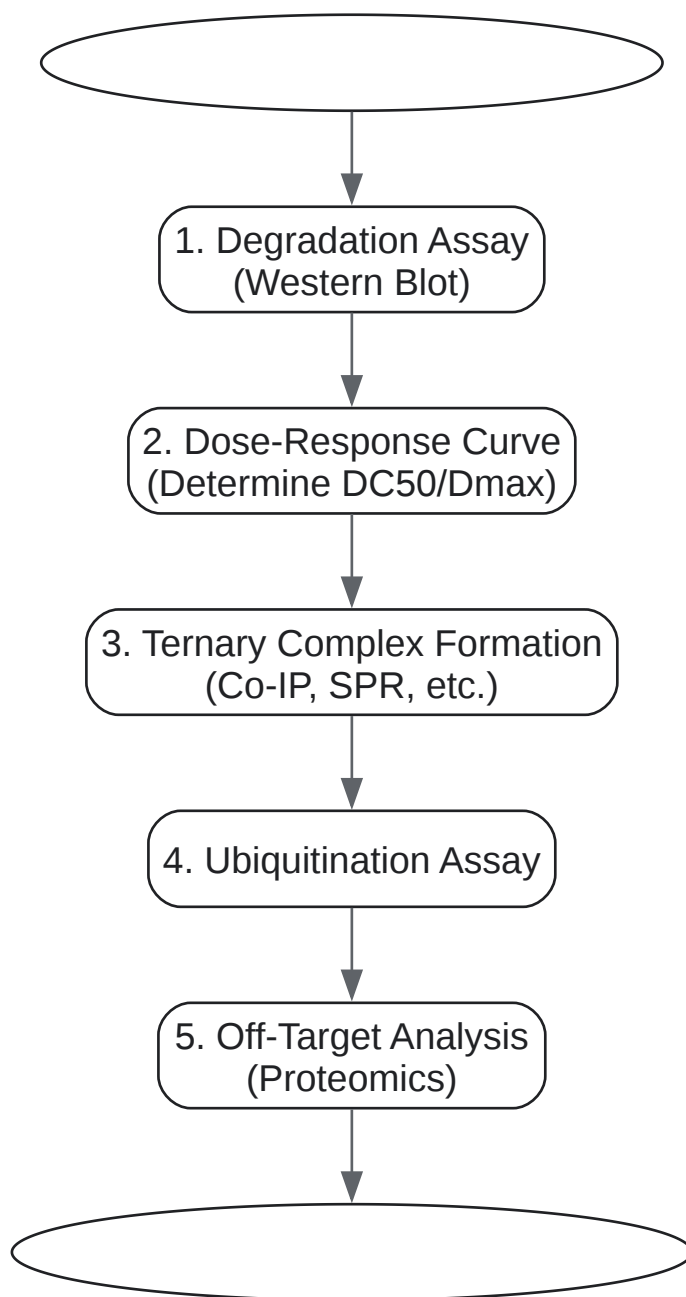 1. Degradation Assay
(Western Blot)
2. Dose-Response Curve
(Determine DC50/Dmax)
3. Ternary Complex Formation
(Co-IP, SPR, etc.)
4. Ubiquitination Assay
5. Off-Target Analysis
(Proteomics)